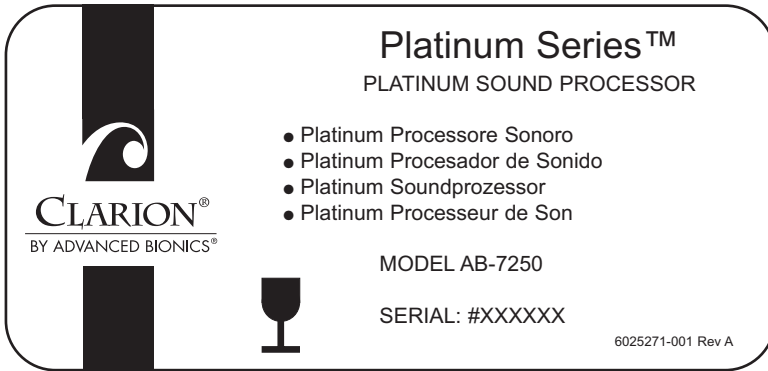 Platinum Series™
PLATINUM SOUND PROCESSOR
● Platinum Processore Sonoro
● Platinum Procesador de Sonido
● Platinum Soundprozessor
● Platinum Processeur de Son
CLARION®
BY ADVANCED BIONICS®
MODEL AB-7250
SERIAL: #XXXXXX
6025271-001 Rev A